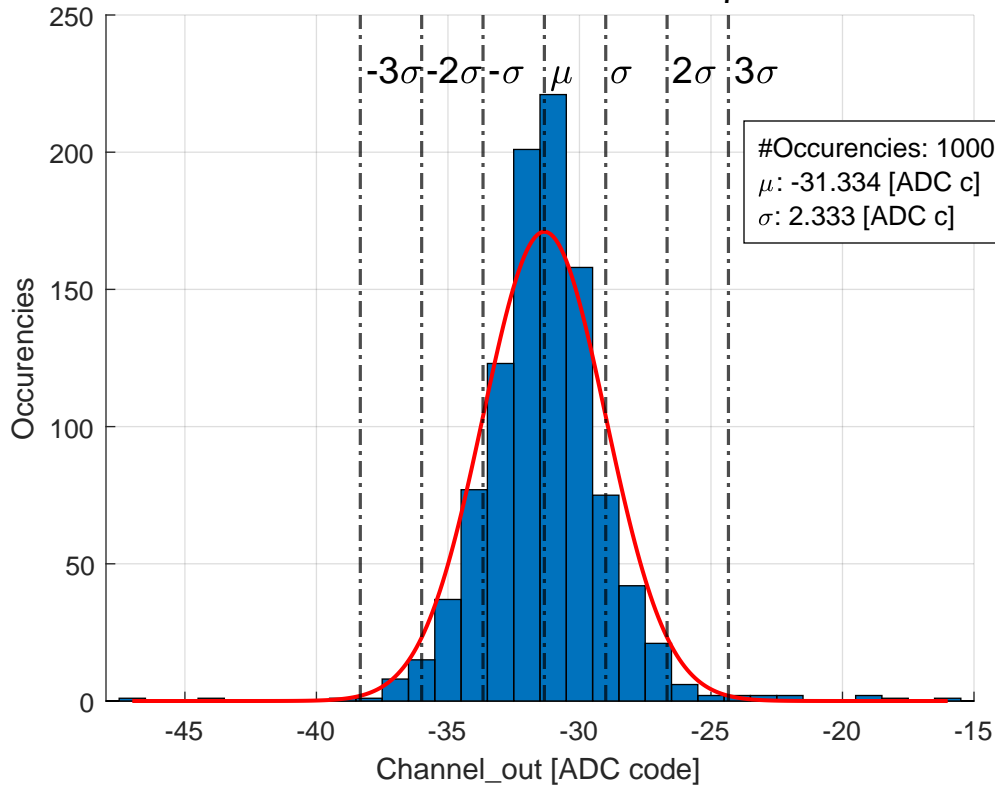 250
-3σ -2σ -σ μ σ 2σ 3σ
#Occurencies: 1000
μ: -31.334 [ADC c]
σ: 2.333 [ADC c]
200
150
100
50
0
Occurencies
-45 -40 -35 -30 -25 -20 -15
Channel_out [ADC code]